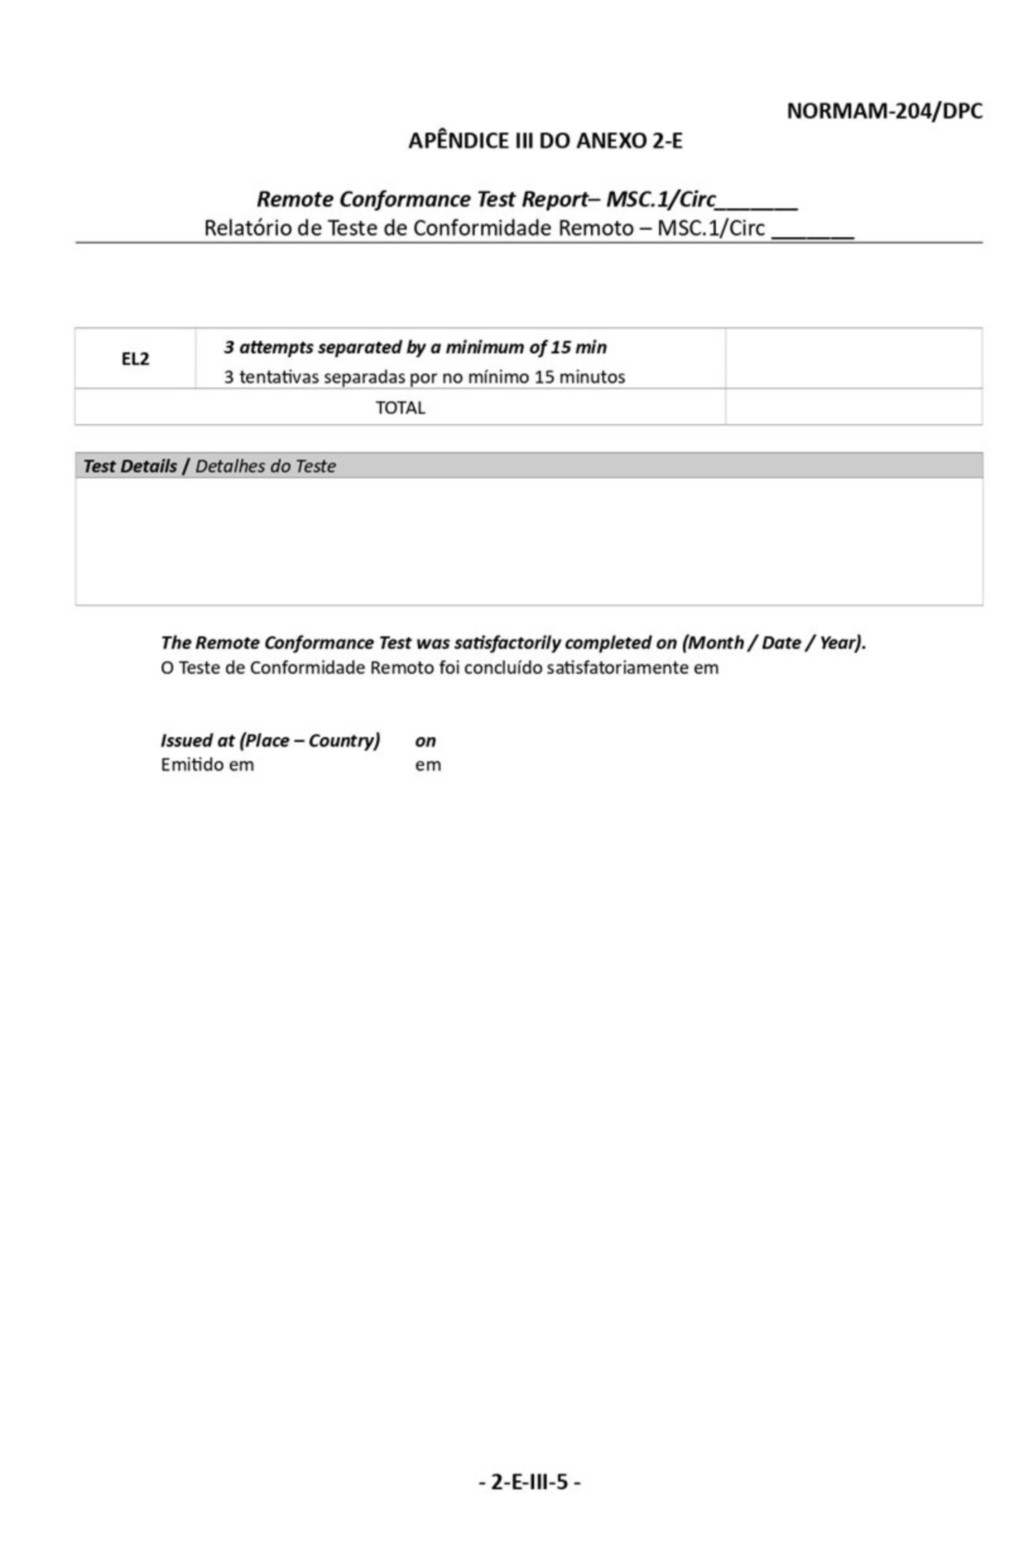 NORMAM-204/DPC
APÊNDICE III DO ANEXO 2-E
Remote Conformance Test Report– MSC.1/Circ_______
Relatório de Teste de Conformidade Remoto – MSC.1/Circ _______
EL2
3 attempts separated by a minimum of 15 min
3 tentativas separadas por no mínimo 15 minutos
TOTAL
Test Details / Detalhes do Teste
The Remote Conformance Test was satisfactorily completed on (Month / Date / Year).
O Teste de Conformidade Remoto foi concluído satisfatoriamente em
Issued at (Place – Country) on
Emitido em em
- 2-E-III-5 -